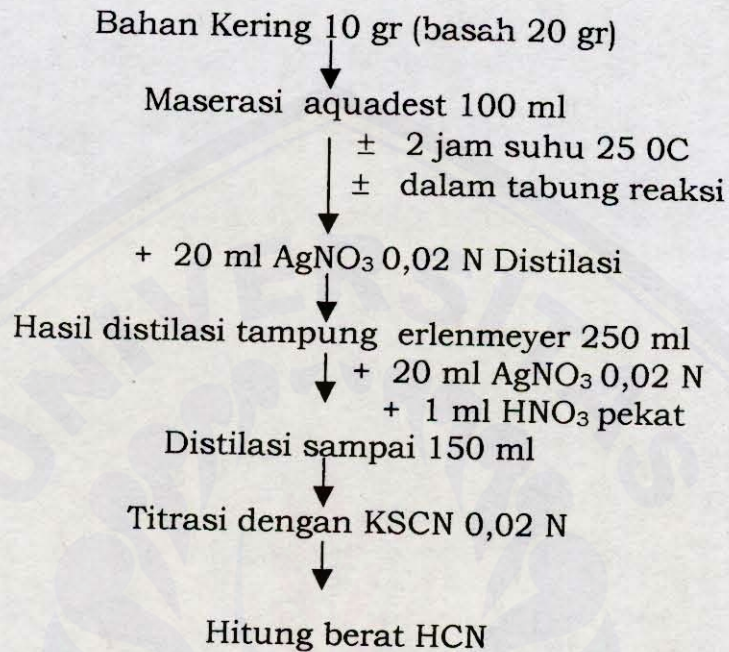 Bahan Kering 10 gr (basah 20 gr)
Maserasi aquadest 100 ml
± 2 jam suhu 25 0C
± dalam tabung reaksi
+ 20 ml AgNO₃ 0,02 N Distilasi
Hasil distilasi tampung erlenmeyer 250 ml
+ 20 ml AgNO₃ 0,02 N
+ 1 ml HNO₃ pekat
Distilasi sampai 150 ml
Titrasi dengan KSCN 0,02 N
Hitung berat HCN
UNIVERSITAS